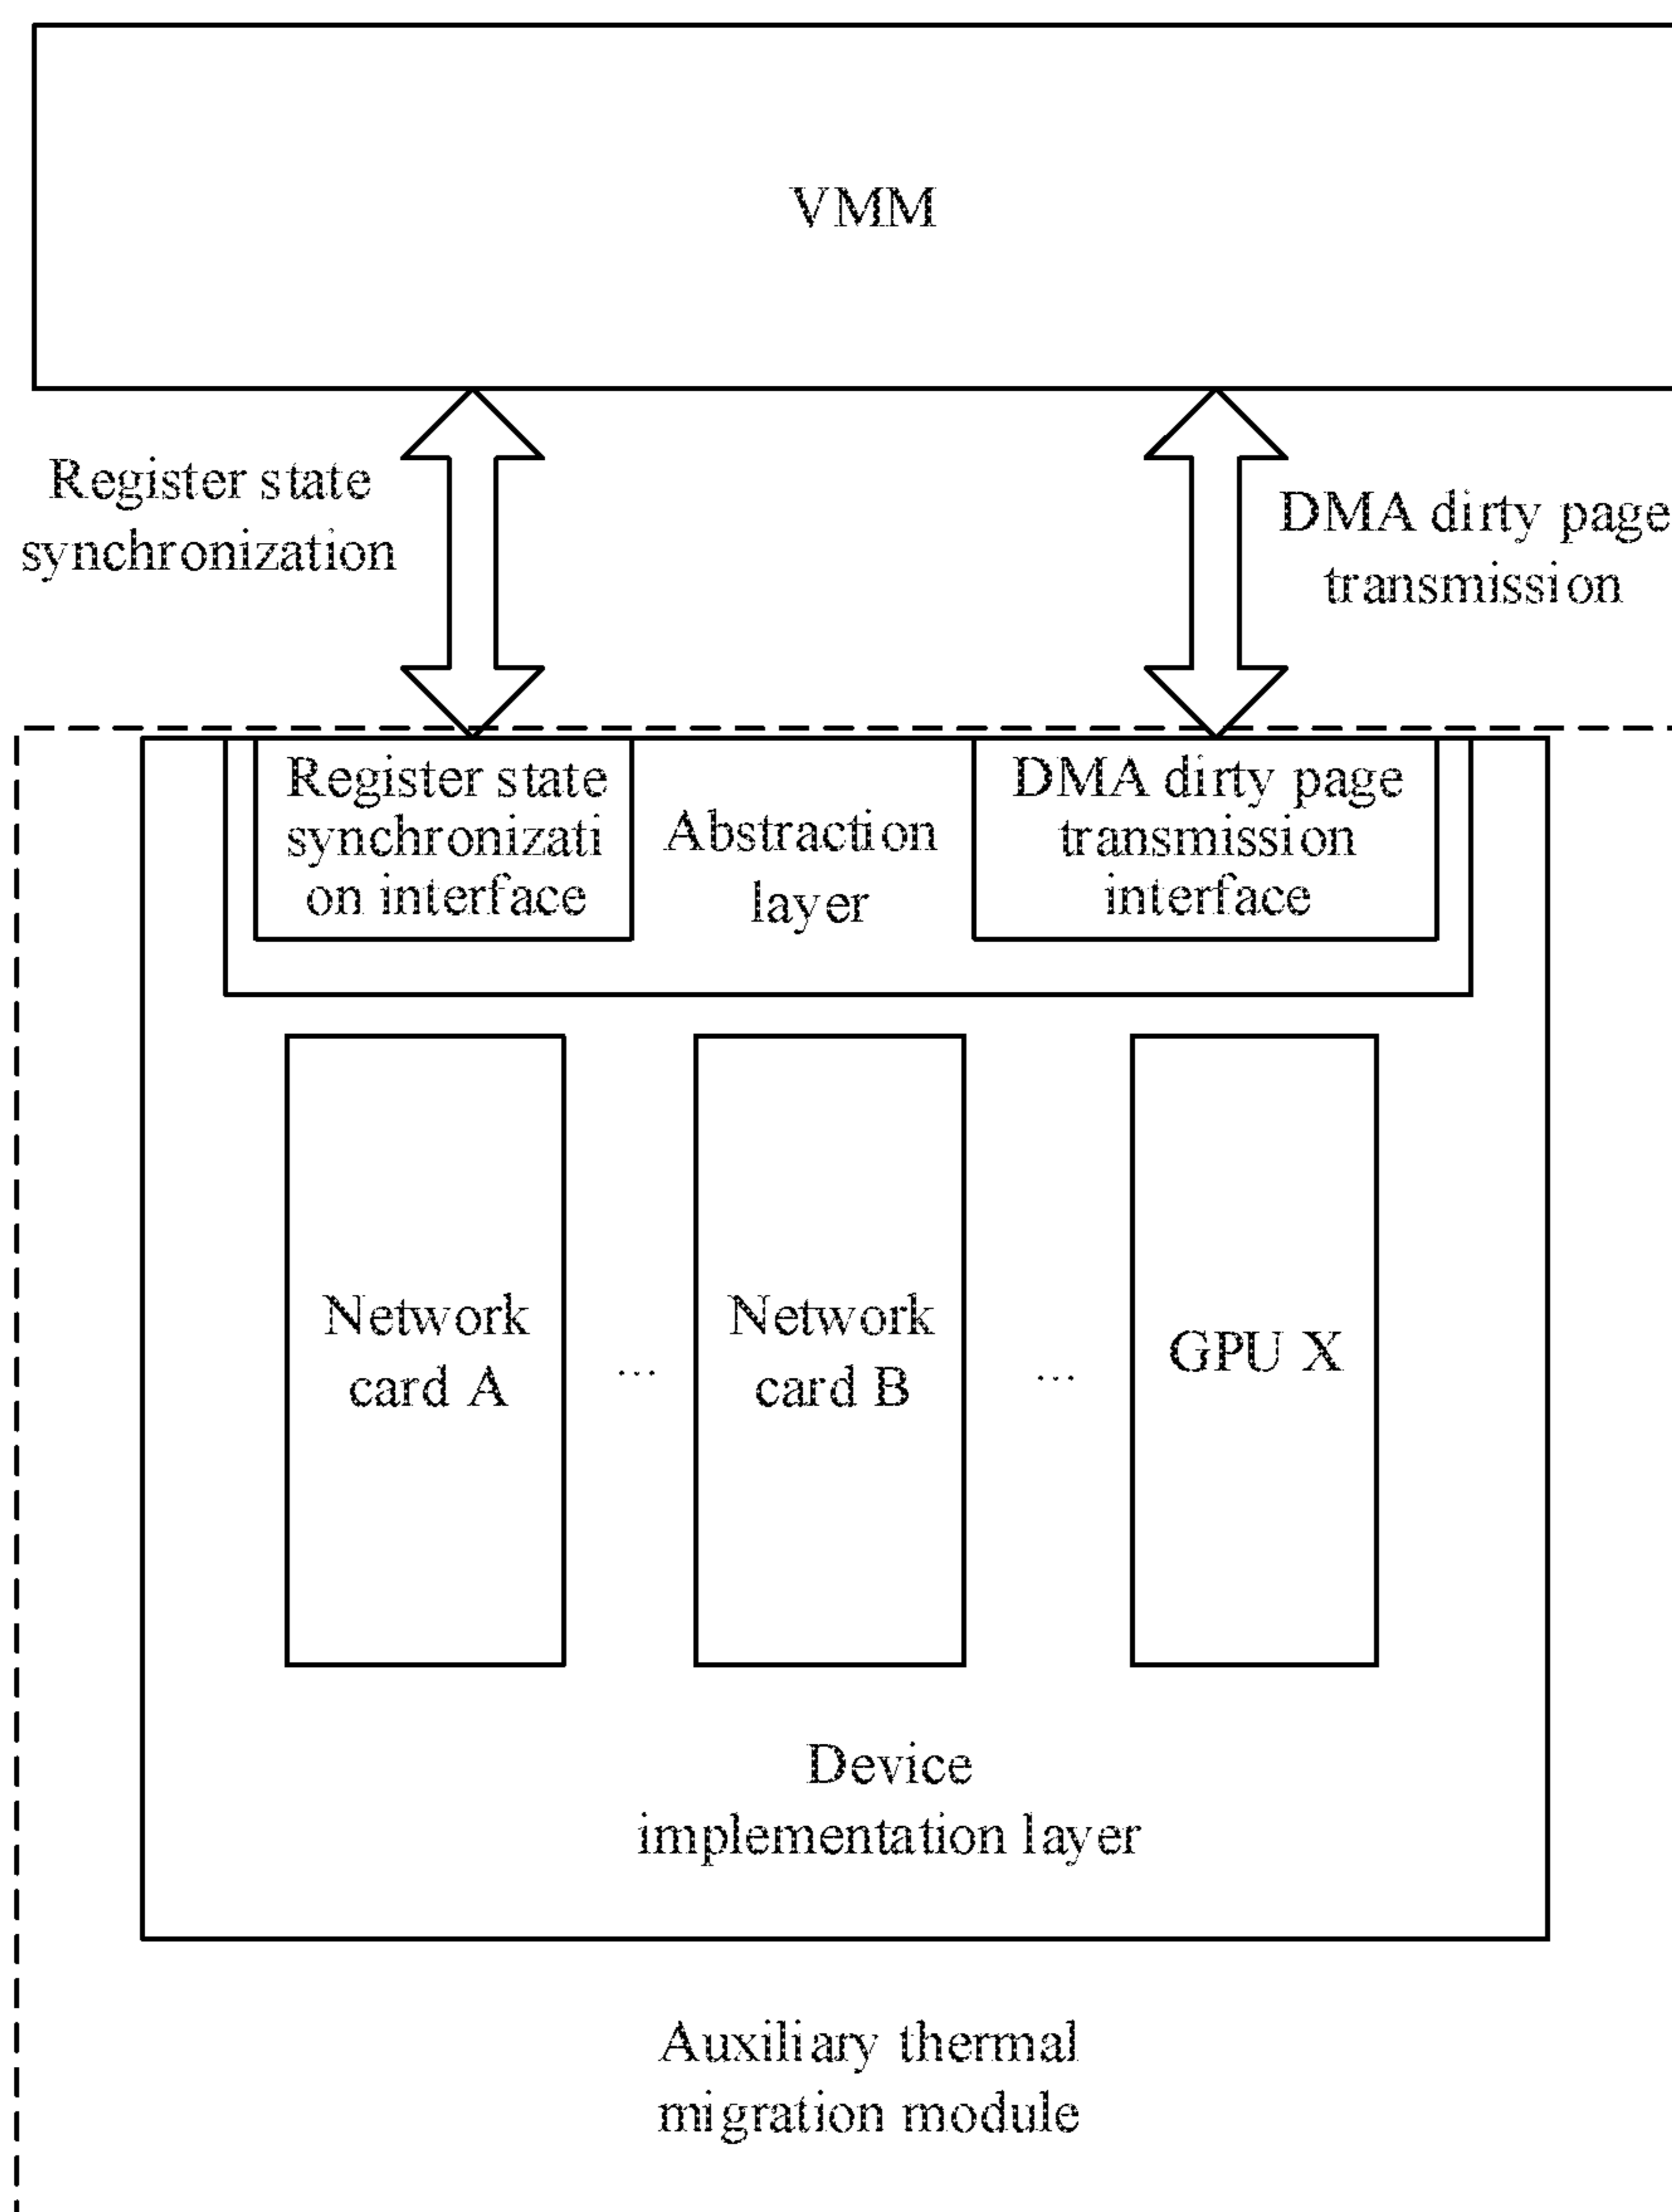 VMM
Register state
synchronization
DMA dirty page
transmission
Register state
synchronizati
on interface
Abstraction
layer
DMA dirty page
transmission
interface
Network
card A
...
Network
card B
...
GPU X
Device
implementation layer
Auxiliary thermal
migration module